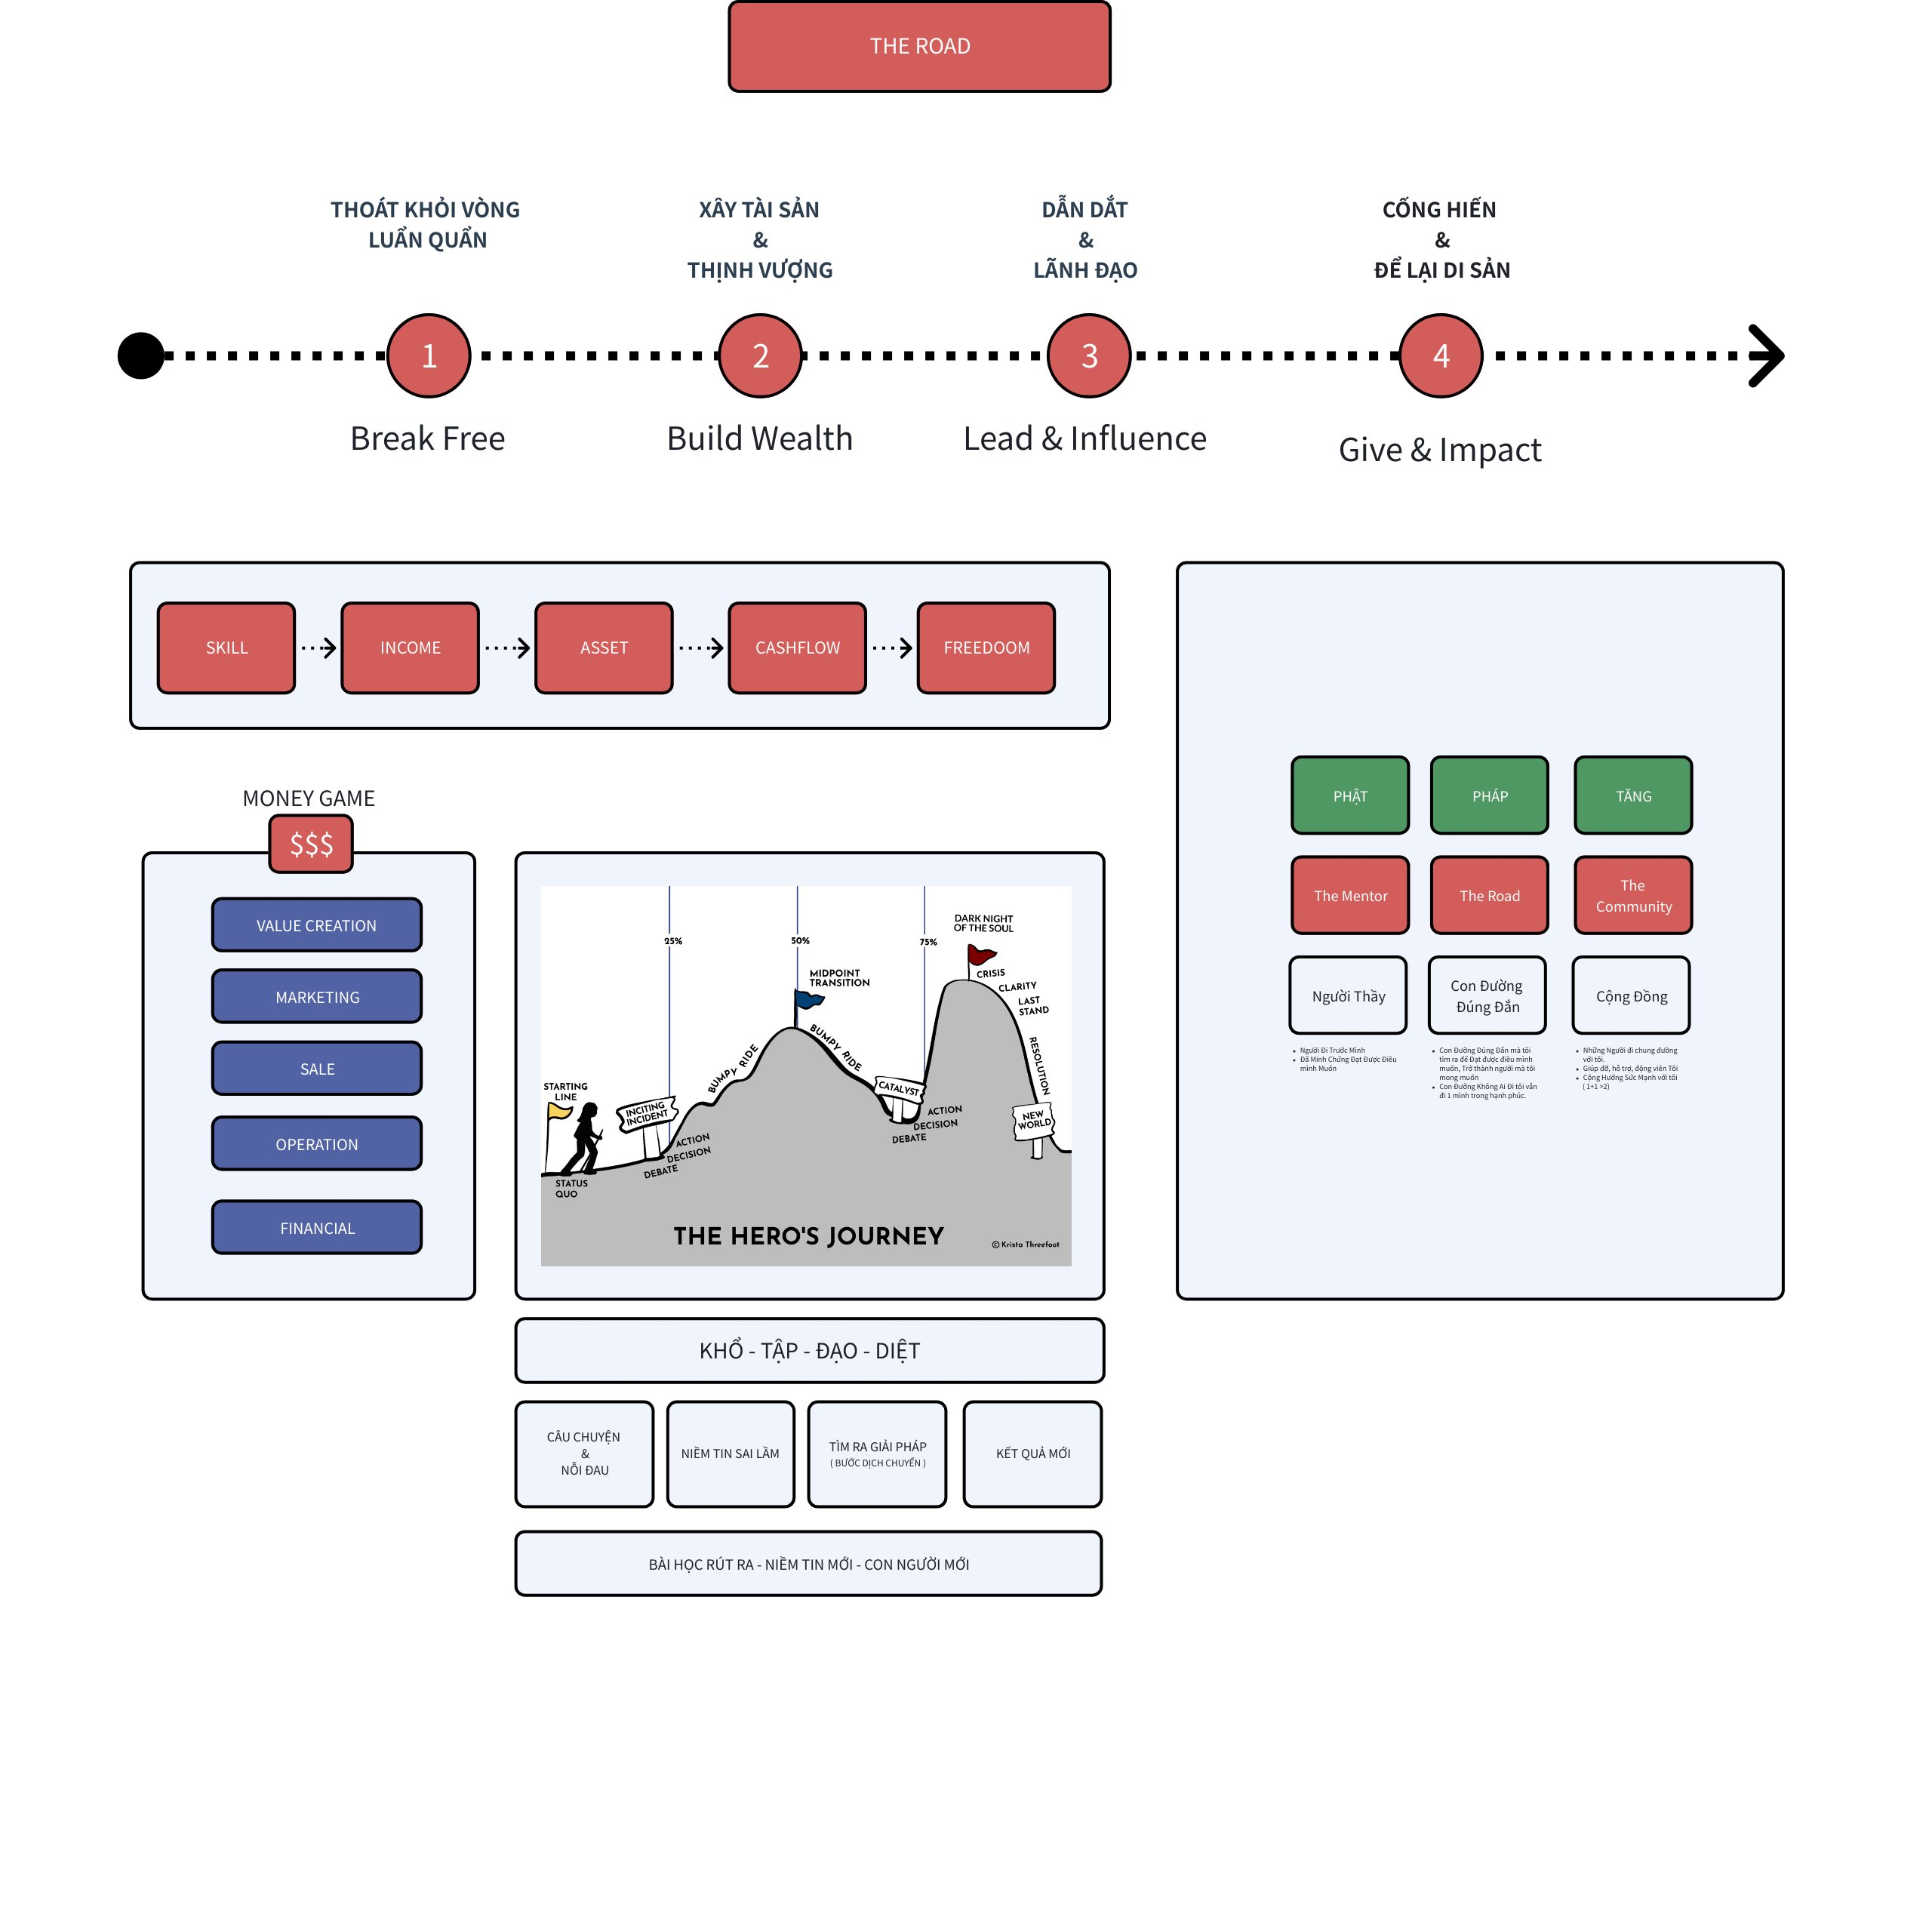 THE ROAD
THOÁT KHỎI VÒNG
LUẨN QUẨN
XÂY TÀI SẢN
&
THỊNH VƯỢNG
DẪN DẮT
&
LÃNH ĐẠO
CỐNG HIẾN
&
ĐỂ LẠI DI SẢN
1
2
3
4
Break Free
Build Wealth
Lead & Influence
Give & Impact
SKILL
INCOME
ASSET
CASHFLOW
FREEDOOM
MONEY GAME
$$$
VALUE CREATION
MARKETING
SALE
OPERATION
FINANCIAL
25%
50%
75%
DARK NIGHT
OF THE SOUL
CRISIS
CLARITY
LAST
STAND
RESOLUTION
MIDPOINT
TRANSITION
BUMPY RIDE
BUMPY RIDE
STARTING
LINE
INCITING
INCIDENT
ACTION
DECISION
DEBATE
STATUS
QUO
CATALYST
ACTION
DECISION
DEBATE
NEW
WORLD
THE HERO'S JOURNEY
© Krista Threefoot
KHỔ - TẬP - ĐẠO - DIỆT
CÂU CHUYỆN
&
NỖI ĐAU
NIỀM TIN SAI LẦM
TÌM RA GIẢI PHÁP
( BƯỚC DỊCH CHUYỂN )
KẾT QUẢ MỚI
BÀI HỌC RÚT RA - NIỀM TIN MỚI - CON NGƯỜI MỚI
PHẬT
PHÁP
TĂNG
The Mentor
The Road
The
Community
Người Thầy
Con Đường
Đúng Đắn
Cộng Đồng
• Người Đi Trước Mình
• Đã Minh Chứng Đạt Được Điều
mình Muốn
• Con Đường Đúng Đắn mà tôi
tìm ra để Đạt được điều mình
muốn, Trở thành người mà tôi
mong muốn
• Con Đường Không Ai Đi tôi vẫn
đi 1 mình trong hạnh phúc.
• Những Người đi chung đường
với tôi.
• Giúp đỡ, hỗ trợ, động viên Tôi
• Cộng Hưởng Sức Mạnh với tôi
( 1+1 >2)